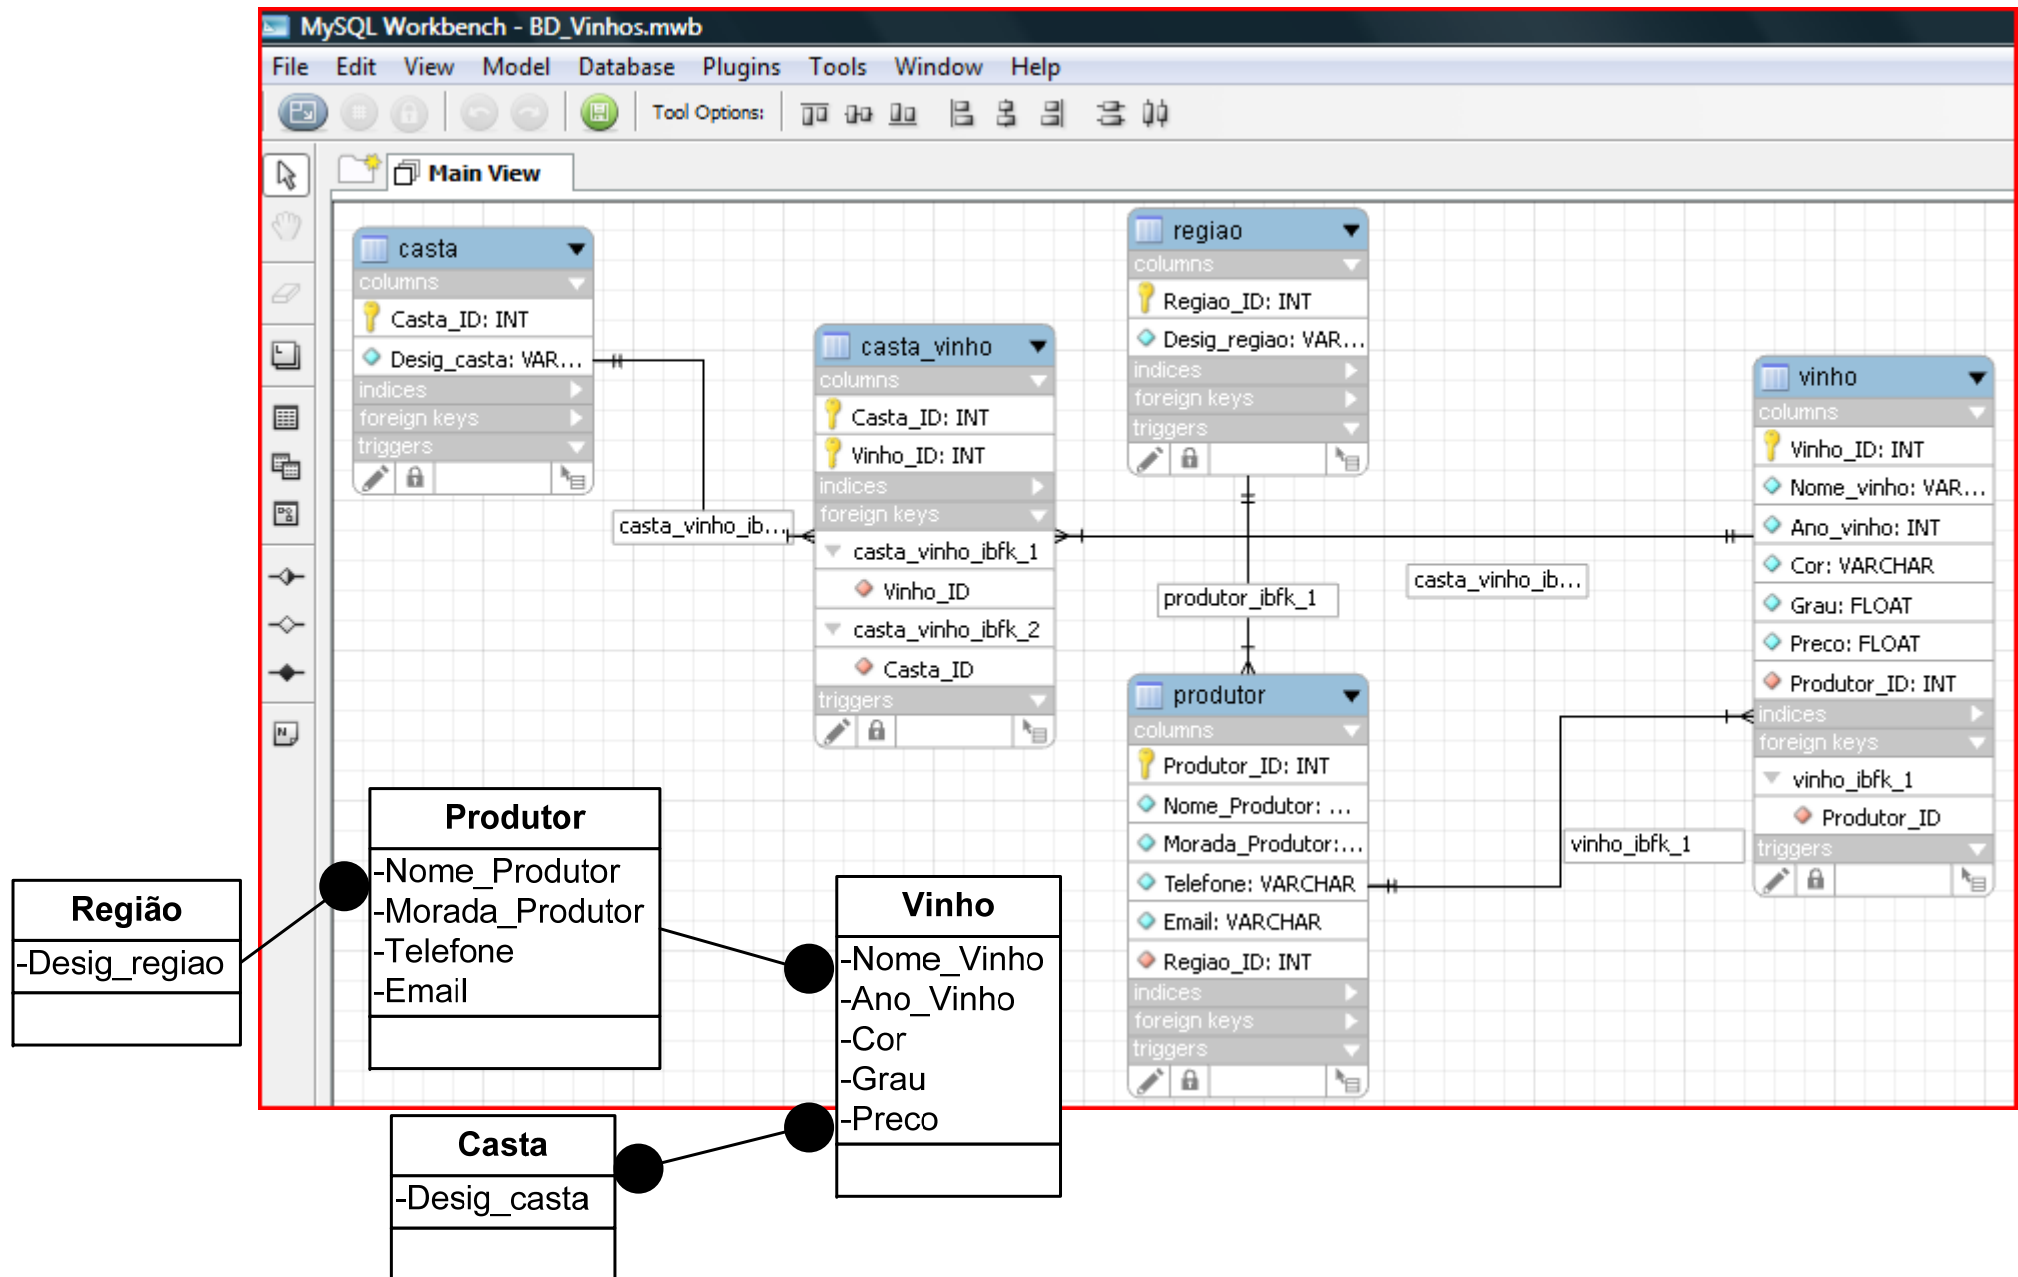 MySQL Workbench - BD_Vinhos.mwb
File Edit View Model Database Plugins Tools Window Help
Tool Options:
Main View
casta
columns
Casta_ID: INT
Desig_casta: VAR...
indices
foreign keys
triggers
casta_vinho_ib...
casta_vinho
columns
Casta_ID: INT
Vinho_ID: INT
indices
foreign keys
casta_vinho_ibfk_1
Vinho_ID
casta_vinho_ibfk_2
Casta_ID
triggers
regiao
columns
Regiao_ID: INT
Desig_regiao: VAR...
indices
foreign keys
triggers
produtor_ibfk_1
casta_vinho_ib...
produtor
columns
Produtor_ID: INT
Nome_Produtor: ...
Morada_Produtor:...
Telefone: VARCHAR
Email: VARCHAR
Regiao_ID: INT
indices
foreign keys
triggers
vinho_ibfk_1
vinho
columns
Vinho_ID: INT
Nome_vinho: VAR...
Ano_vinho: INT
Cor: VARCHAR
Grau: FLOAT
Preco: FLOAT
Produtor_ID: INT
indices
foreign keys
vinho_ibfk_1
Produtor_ID
triggers
Região
-Desig_regiao
Produtor
-Nome_Produtor
-Morada_Produtor
-Telefone
-Email
Vinho
-Nome_Vinho
-Ano_Vinho
-Cor
-Grau
-Preco
Casta
-Desig_casta